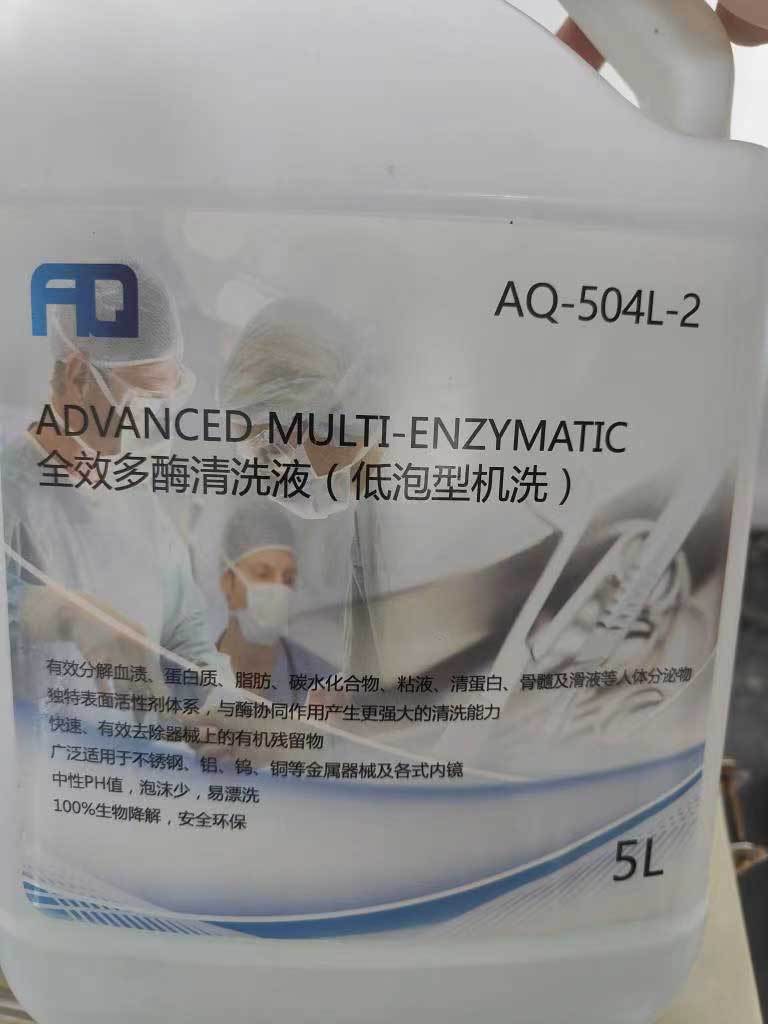 AQ
AQ-504L-2
ADVANCED MULTI-ENZYMATIC
全效多酶清洗液（低泡型机洗）
有效分解血渍、蛋白质、脂肪、碳水化合物、粘液、清蛋白、骨髓及滑液等人体分泌物
独特表面活性剂体系，与酶协同作用产生更强大的清洗能力
快速、有效去除器械上的有机残留物
广泛适用于不锈钢、铝、钨、铜等金属器械及各式内镜
中性PH值，泡沫少，易漂洗
100%生物降解，安全环保
5L